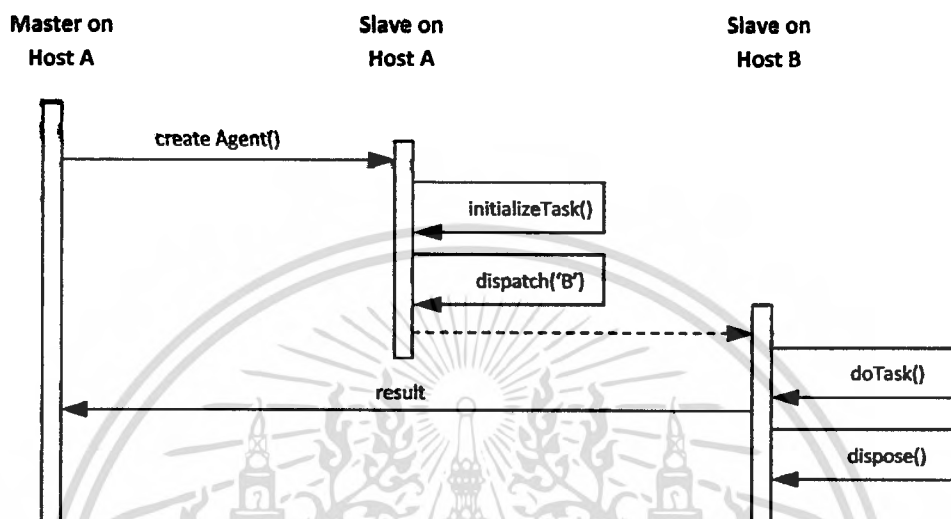 Master on
Host A
Slave on
Host A
Slave on
Host B
create Agent()
initializeTask()
dispatch('B')
doTask()
result
dispose()